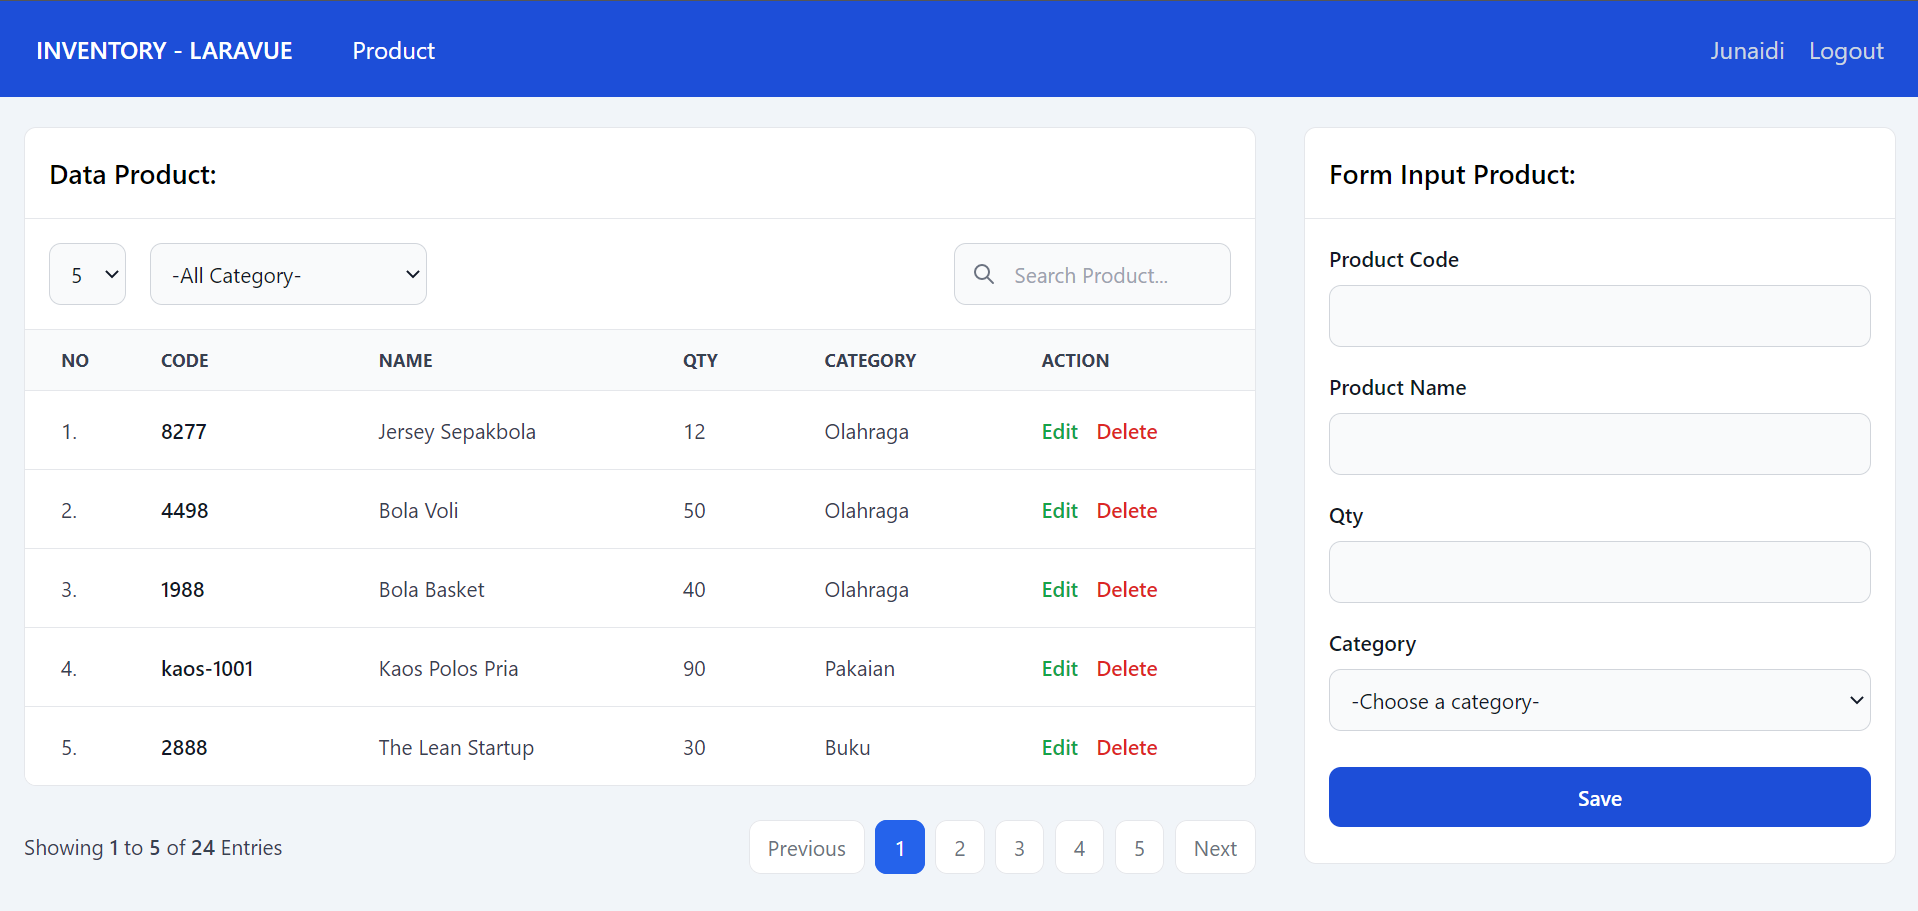 INVENTORY - LARAVUE Product Junaidi Logout
Data Product:
5 -All Category- Search Product...
NO CODE NAME QTY CATEGORY ACTION
1. 8277 Jersey Sepakbola 12 Olahraga Edit Delete
2. 4498 Bola Voli 50 Olahraga Edit Delete
3. 1988 Bola Basket 40 Olahraga Edit Delete
4. kaos-1001 Kaos Polos Pria 90 Pakaian Edit Delete
5. 2888 The Lean Startup 30 Buku Edit Delete
Showing 1 to 5 of 24 Entries Previous 1 2 3 4 5 Next
Form Input Product:
Product Code
Product Name
Qty
Category
-Choose a category-
Save